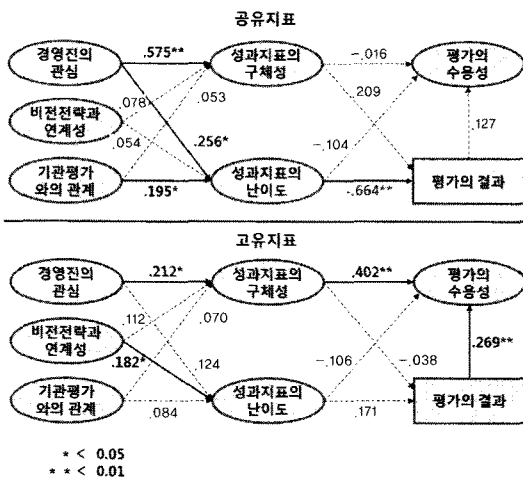 공유지표
경영진의
관심
.575**
성과지표의
구체성
-.016
평가의
수용성
.078
.053
.209
비전전략과
연계성
.054
.256*
-.104
.127
기관평가
와의 관계
.195*
성과지표의
난이도
-.664**
평가의 결과
고유지표
경영진의
관심
.212*
성과지표의
구체성
.402**
평가의
수용성
.112
.070
비전전략과
연계성
.182*
.124
-.106
-.038
.269**
기관평가
와의 관계
.084
성과지표의
난이도
.171
평가의 결과
* < 0.05
** < 0.01